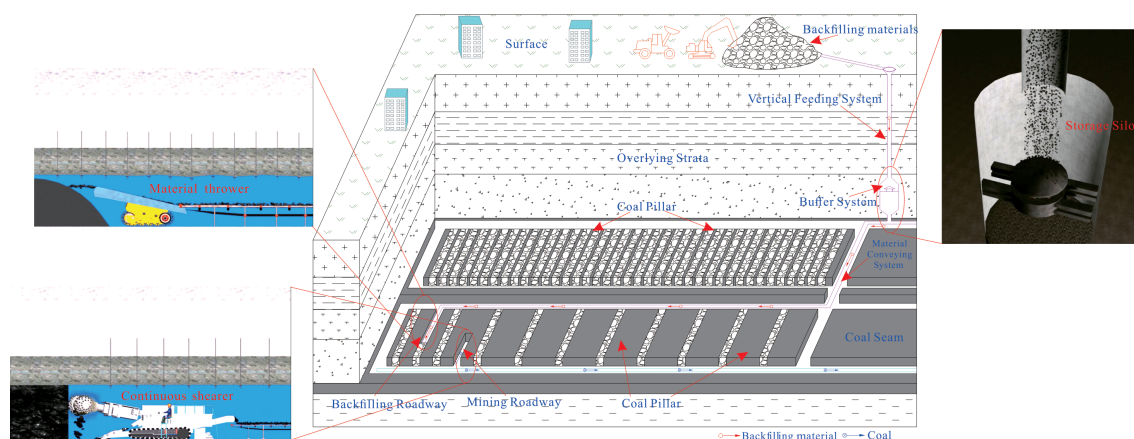 Surface
Backfilling materials
Vertical Feeding System
Storage Silo
Overlying Strata
Material thrower
Buffer System
Coal Pillar
Material
Conveying
System
Coal Seam
Continuous shearer
Backfilling Roadway
Mining Roadway
Coal Pillar
Backfilling material
Coal